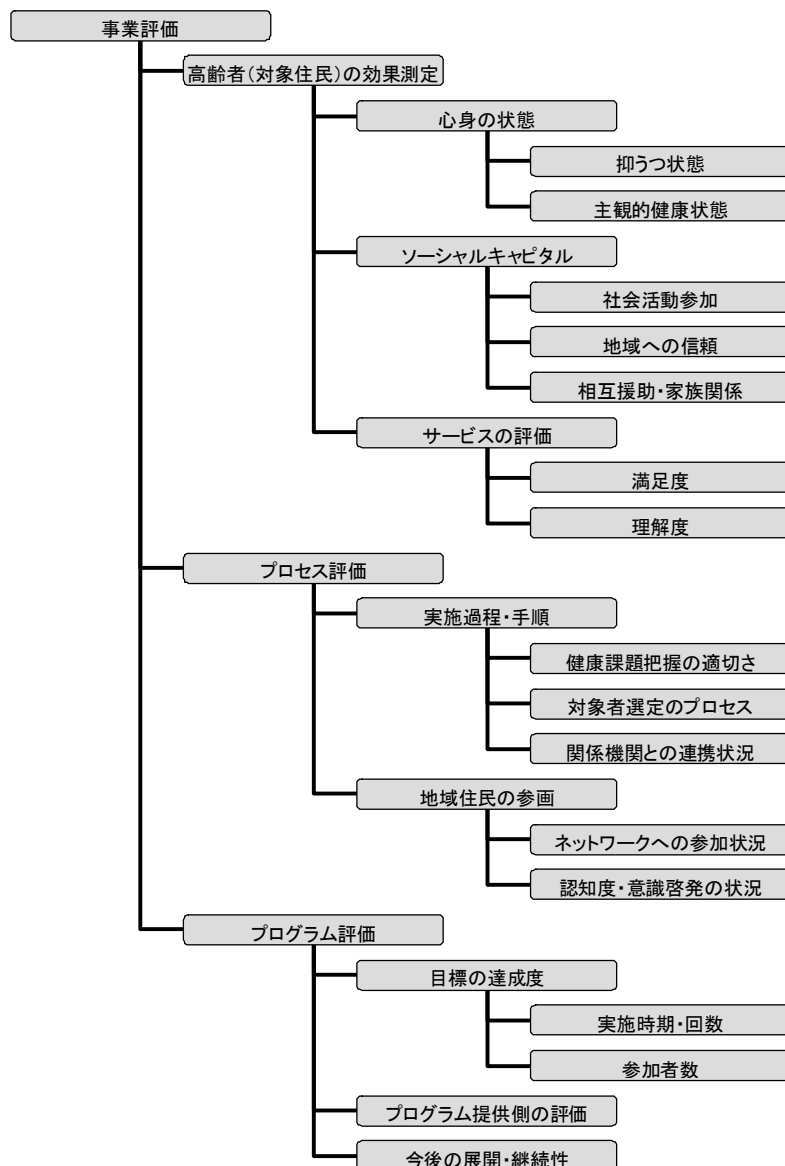 事業評価
高齢者（対象住民）の効果測定
心身の状態
抑うつ状態
主観的健康状態
ソーシャルキャピタル
社会活動参加
地域への信頼
相互援助・家族関係
サービスの評価
満足度
理解度
プロセス評価
実施過程・手順
健康課題把握の適切さ
対象者選定のプロセス
関係機関との連携状況
地域住民の参画
ネットワークへの参加状況
認知度・意識啓発の状況
プログラム評価
目標の達成度
実施時期・回数
参加者数
プログラム提供側の評価
今後の展開・継続性